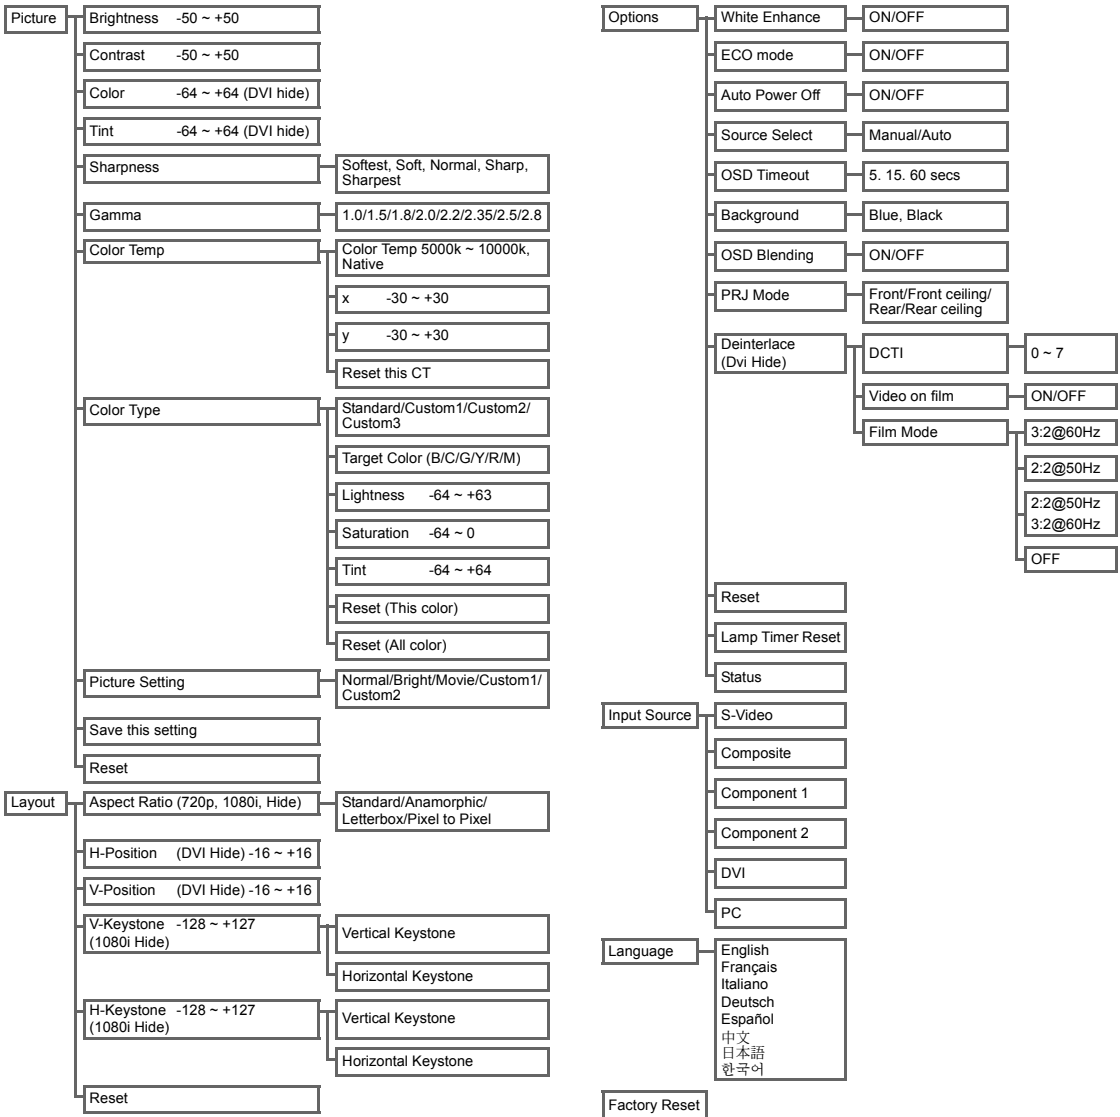 Picture
Brightness -50 ~ +50
Contrast -50 ~ +50
Color -64 ~ +64 (DVI hide)
Tint -64 ~ +64 (DVI hide)
Sharpness
Softest, Soft, Normal, Sharp,
Sharpest
Gamma
1.0/1.5/1.8/2.0/2.2/2.35/2.5/2.8
Color Temp
Color Temp 5000k ~ 10000k,
Native
x -30 ~ +30
y -30 ~ +30
Reset this CT
Color Type
Standard/Custom1/Custom2/
Custom3
Target Color (B/C/G/Y/R/M)
Lightness -64 ~ +63
Saturation -64 ~ 0
Tint -64 ~ +64
Reset (This color)
Reset (All color)
Picture Setting
Normal/Bright/Movie/Custom1/
Custom2
Save this setting
Reset
Layout
Aspect Ratio (720p, 1080i, Hide)
Standard/Anamorphic/
Letterbox/Pixel to Pixel
H-Position (DVI Hide) -16 ~ +16
V-Position (DVI Hide) -16 ~ +16
V-Keystone -128 ~ +127
(1080i Hide)
Vertical Keystone
Horizontal Keystone
H-Keystone -128 ~ +127
(1080i Hide)
Vertical Keystone
Horizontal Keystone
Reset
Options
White Enhance
ON/OFF
ECO mode
ON/OFF
Auto Power Off
ON/OFF
Source Select
Manual/Auto
OSD Timeout
5. 15. 60 secs
Background
Blue, Black
OSD Blending
ON/OFF
PRJ Mode
Front/Front ceiling/
Rear/Rear ceiling
Deinterlace
(Dvi Hide)
DCTI
0 ~ 7
Video on film
ON/OFF
Film Mode
3:2@60Hz
2:2@50Hz
2:2@50Hz
3:2@60Hz
OFF
Reset
Lamp Timer Reset
Status
Input Source
S-Video
Composite
Component 1
Component 2
DVI
PC
Language
English
Français
Italiano
Deutsch
Español
中文
日本語
한국어
Factory Reset